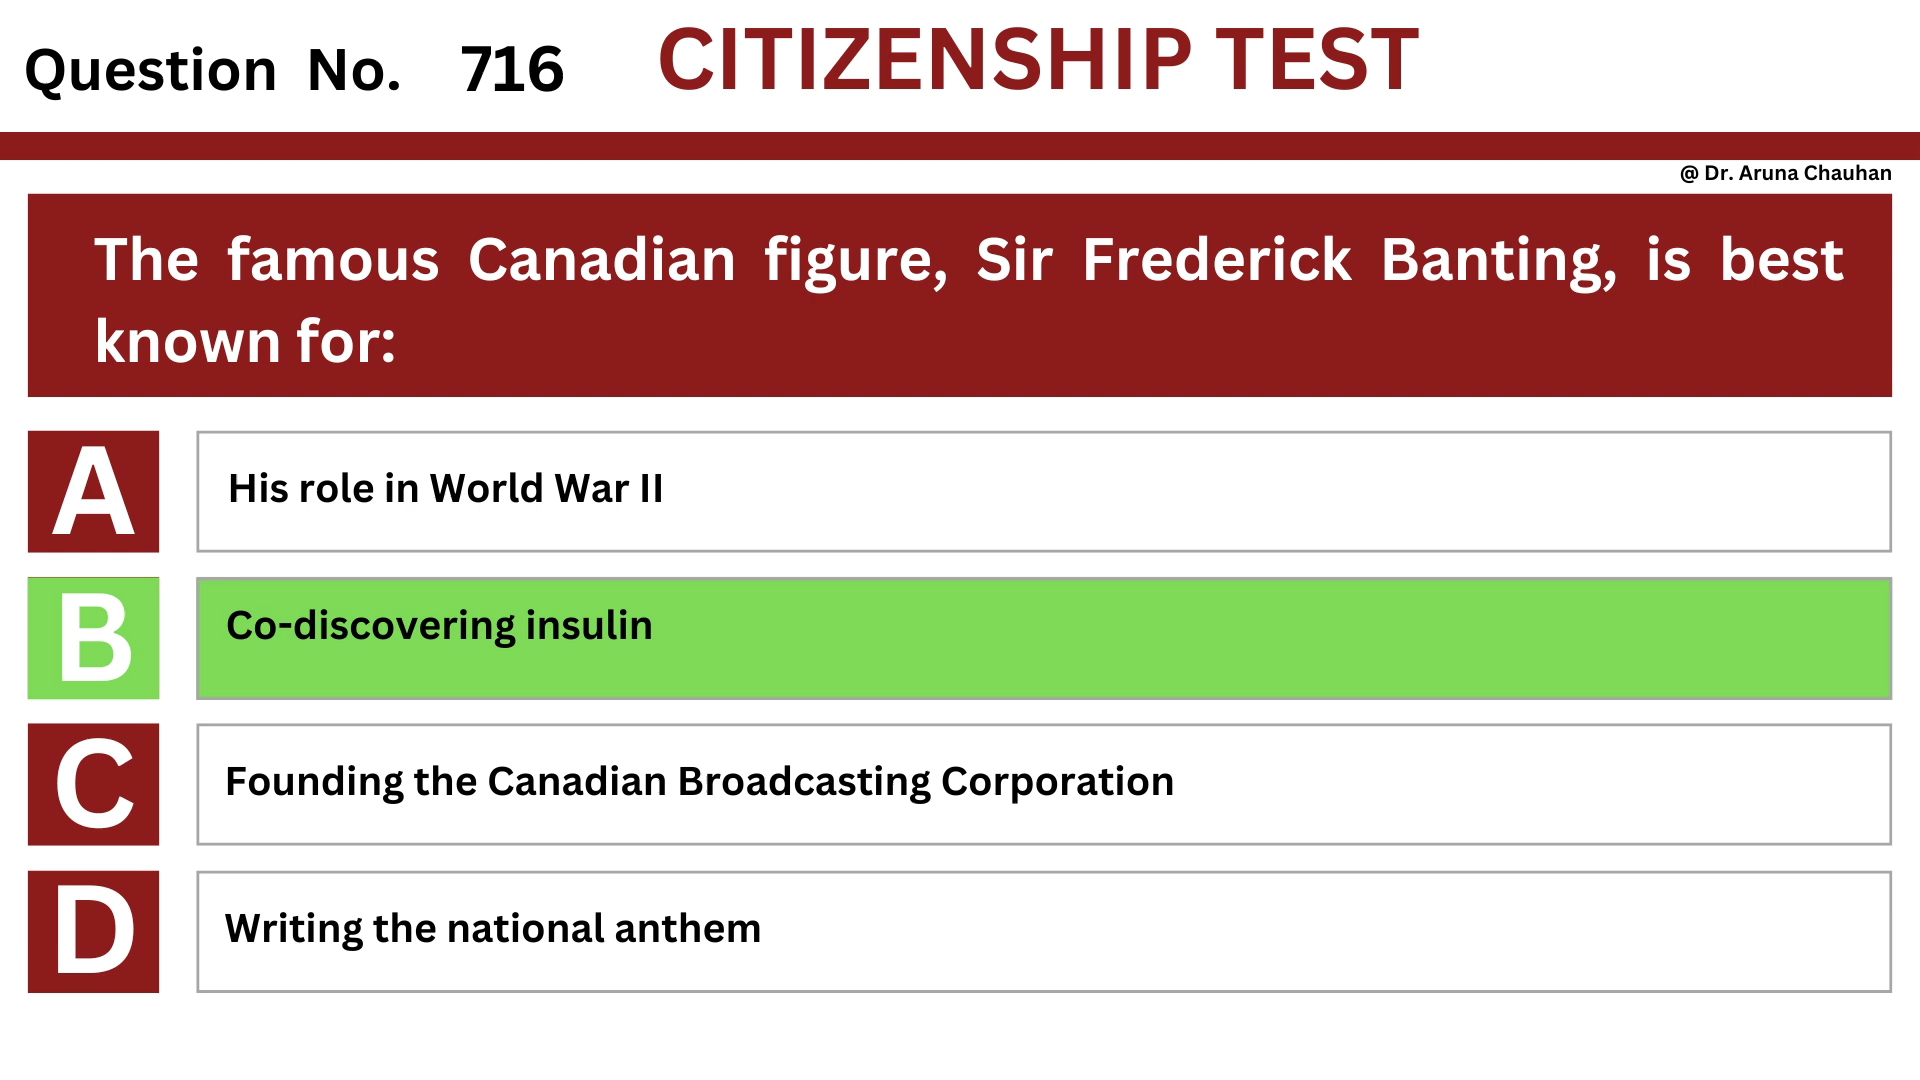 Question No. 716 CITIZENSHIP TEST
@ Dr. Aruna Chauhan
The famous Canadian figure, Sir Frederick Banting, is best
known for:
A His role in World War II
B Co-discovering insulin
C Founding the Canadian Broadcasting Corporation
D Writing the national anthem